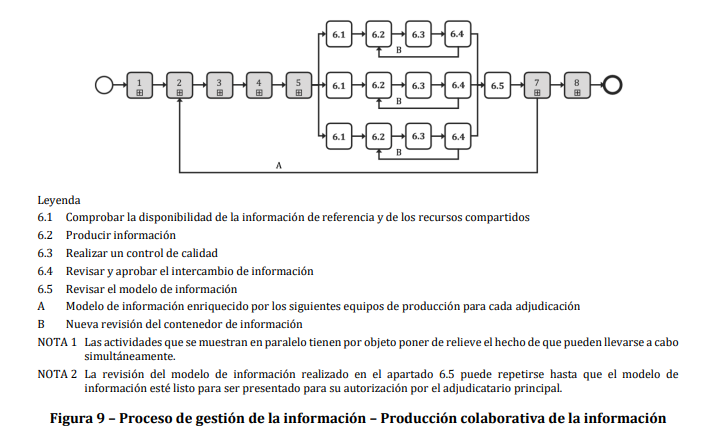 6.1 6.2 6.3 6.4
B
1 2 3 4 5 6.1 6.2 6.3 6.4 6.5 7 8
B
6.1 6.2 6.3 6.4
B
A
Leyenda
6.1 Comprobar la disponibilidad de la información de referencia y de los recursos compartidos
6.2 Producir información
6.3 Realizar un control de calidad
6.4 Revisar y aprobar el intercambio de información
6.5 Revisar el modelo de información
A Modelo de información enriquecido por los siguientes equipos de producción para cada adjudicación
B Nueva revisión del contenedor de información
NOTA 1 Las actividades que se muestran en paralelo tienen por objeto poner de relieve el hecho de que pueden llevarse a cabo
simultáneamente.
NOTA 2 La revisión del modelo de información realizado en el apartado 6.5 puede repetirse hasta que el modelo de
información esté listo para ser presentado para su autorización por el adjudicatario principal.
Figura 9 – Proceso de gestión de la información – Producción colaborativa de la información